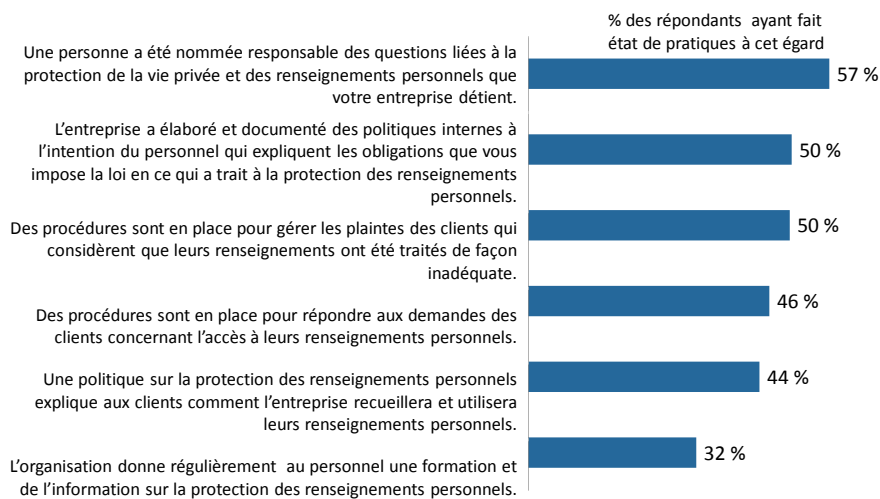 % des répondants ayant fait
état de pratiques à cet égard
Une personne a été nommée responsable des questions liées à la
protection de la vie privée et des renseignements personnels que
votre entreprise détient.
57 %
L’entreprise a élaboré et documenté des politiques internes à
l’intention du personnel qui expliquent les obligations que vous
impose la loi en ce qui a trait à la protection des renseignements
personnels.
50 %
Des procédures sont en place pour gérer les plaintes des clients qui
considèrent que leurs renseignements ont été traités de façon
inadéquate.
50 %
Des procédures sont en place pour répondre aux demandes des
clients concernant l’accès à leurs renseignements personnels.
46 %
Une politique sur la protection des renseignements personnels
explique aux clients comment l’entreprise recueillera et utilisera
leurs renseignements personnels.
44 %
L’organisation donne régulièrement au personnel une formation et
de l’information sur la protection des renseignements personnels.
32 %